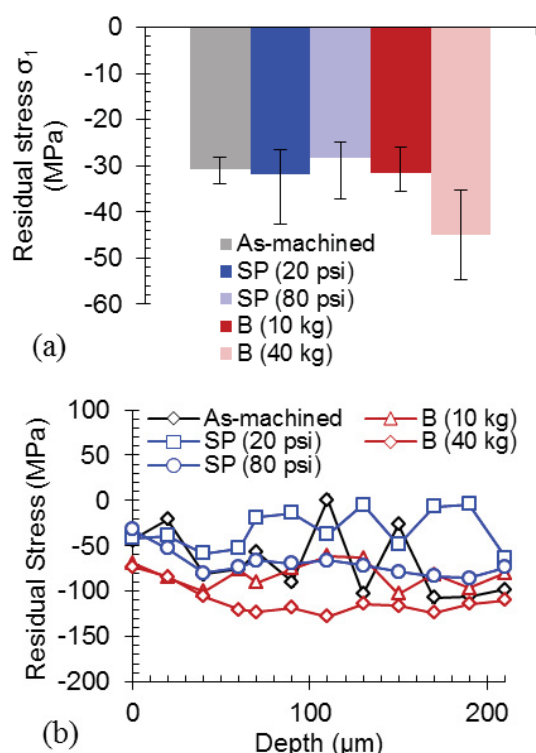 0
-10
-20
-30
-40
-50
-60
Residual stress σ1
(MPa)
As-machined
SP (20 psi)
SP (80 psi)
B (10 kg)
B (40 kg)
(a)
100
50
0
-50
-100
-150
-200
Residual Stress (MPa)
As-machined
B (10 kg)
SP (20 psi)
B (40 kg)
SP (80 psi)
0
100
200
Depth (µm)
(b)